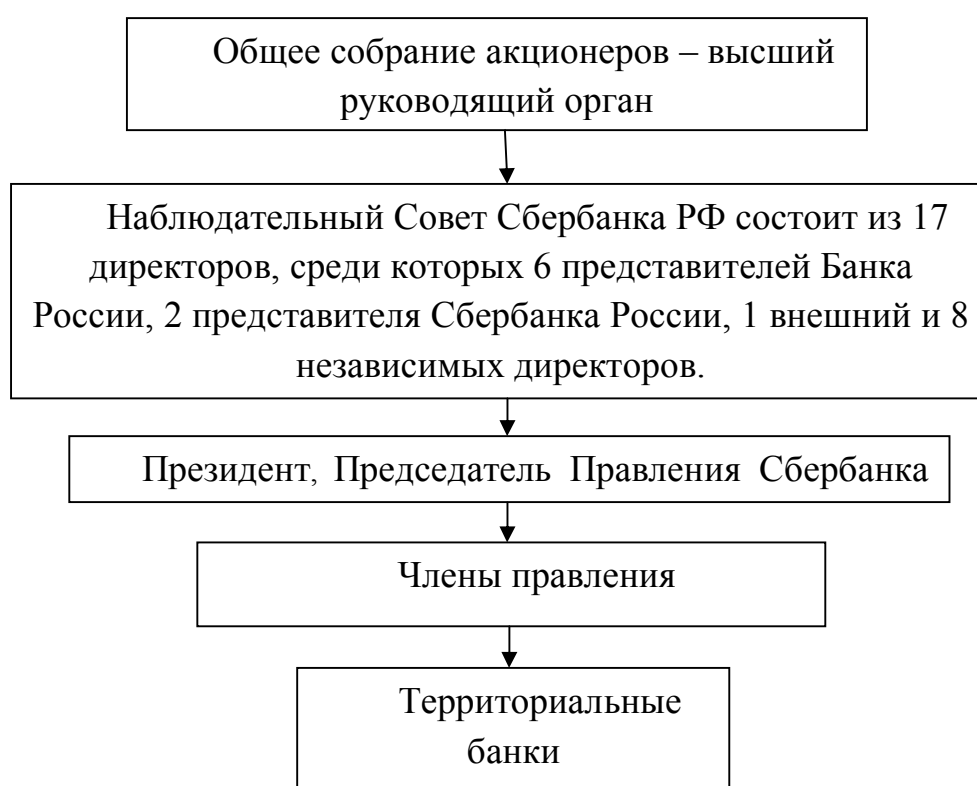 Общее собрание акционеров – высший
руководящий орган
Наблюдательный Совет Сбербанка РФ состоит из 17
директоров, среди которых 6 представителей Банка
России, 2 представителя Сбербанка России, 1 внешний и 8
независимых директоров.
Президент, Председатель Правления Сбербанка
Члены правления
Территориальные
банки